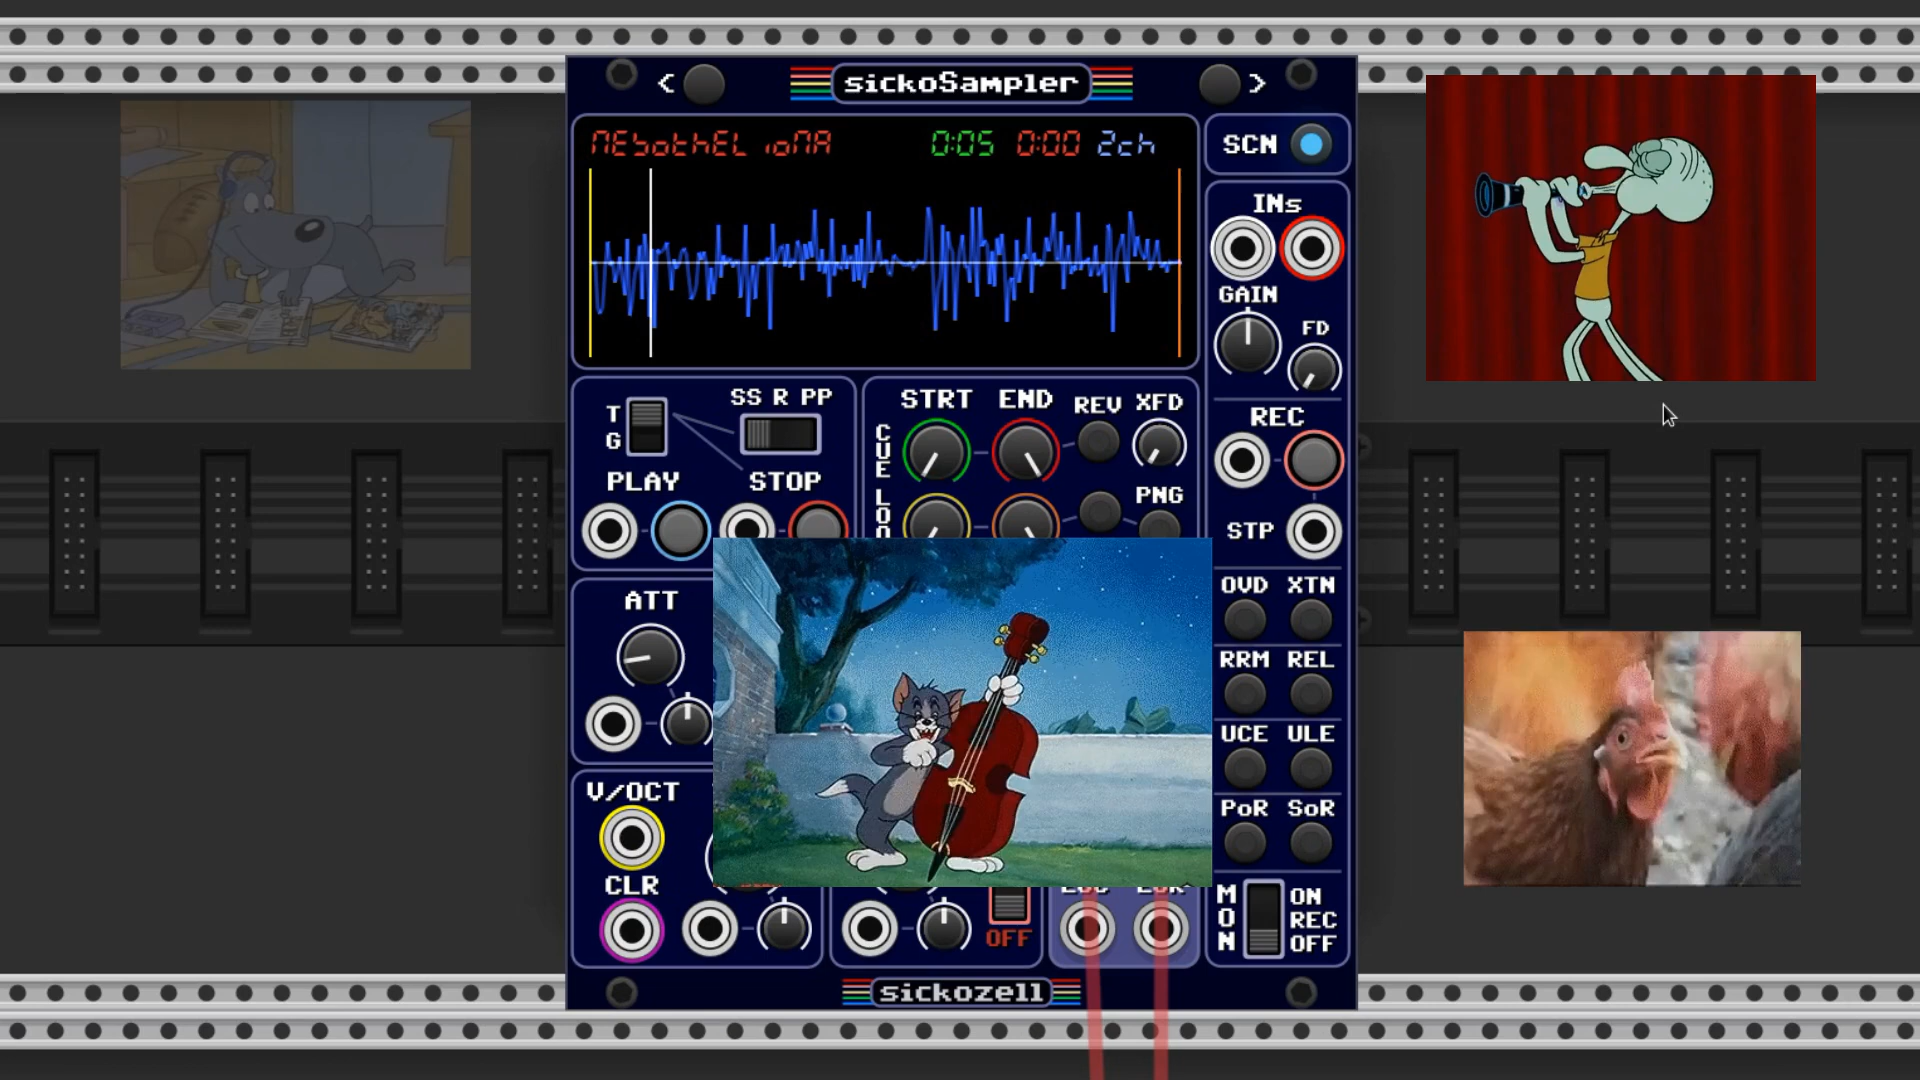 < sickoSampler >
0:05 0:00 2ch
SCN
INs
GAIN
FD
SS R PP
T
G
STRT END REV XFD
CUE
REC
PLAY STOP
PNG
STP
OVD XTN
ATT
RRM REL
UCE ULE
V/OCT
PoR SoR
CLR
MON
ON
REC
OFF
OFF
sickozell